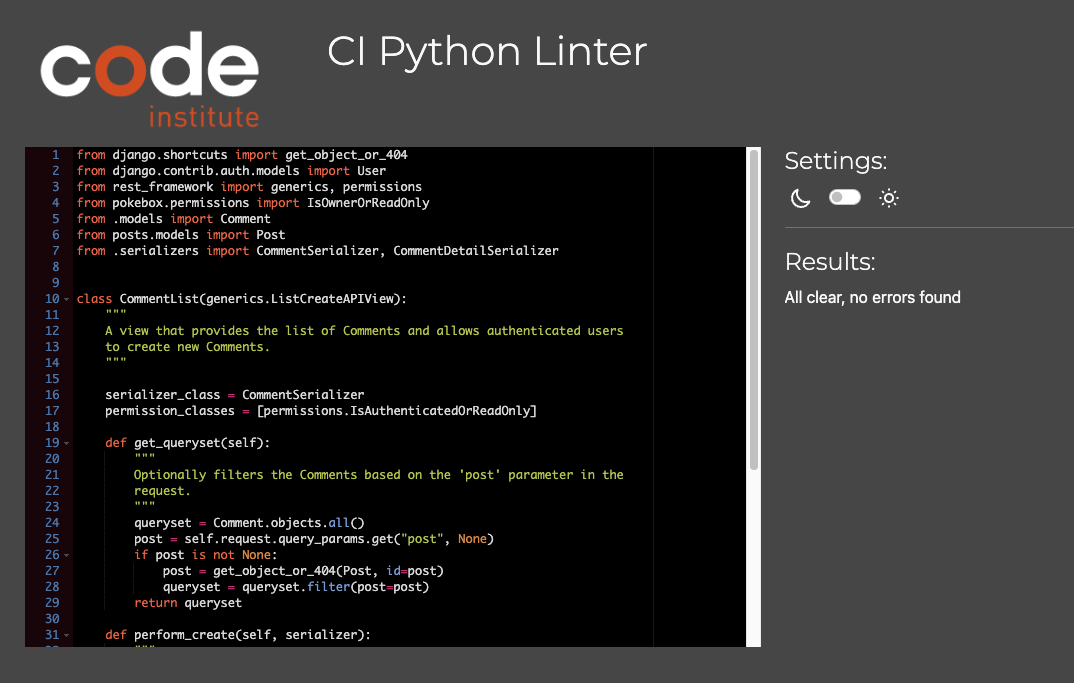 code
institute
CI Python Linter
1 from django.shortcuts import get_object_or_404
2 from django.contrib.auth.models import User
3 from rest_framework import generics, permissions
4 from pokebox.permissions import IsOwnerOrReadOnly
5 from .models import Comment
6 from posts.models import Post
7 from .serializers import CommentSerializer, CommentDetailSerializer
8
9
10 class CommentList(generics.ListCreateAPIView):
11     """
12     A view that provides the list of Comments and allows authenticated users
13     to create new Comments.
14     """
15
16     serializer_class = CommentSerializer
17     permission_classes = [permissions.IsAuthenticatedOrReadOnly]
18
19     def get_queryset(self):
20         """
21         Optionally filters the Comments based on the 'post' parameter in the
22         request.
23         """
24         queryset = Comment.objects.all()
25         post = self.request.query_params.get("post", None)
26         if post is not None:
27             post = get_object_or_404(Post, id=post)
28             queryset = queryset.filter(post=post)
29         return queryset
30
31     def perform_create(self, serializer):
Settings:
Results:
All clear, no errors found